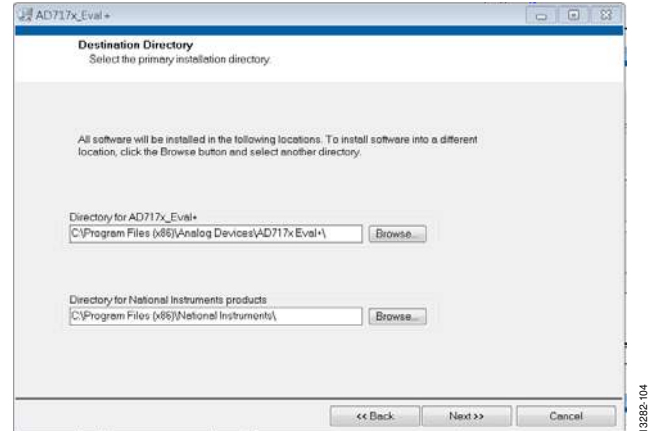 AD717x_Eval+
Destination Directory
Select the primary installation directory.
All software will be installed in the following locations. To install software into a different
location, click the Browse button and select another directory.
Directory for AD717x_Eval+
C:\Program Files (x86)\Analog Devices\AD717x Eval+\
Browse...
Directory for National Instruments products
C:\Program Files (x86)\National Instruments\
Browse...
<< Back
Next >>
Cancel
13282-104